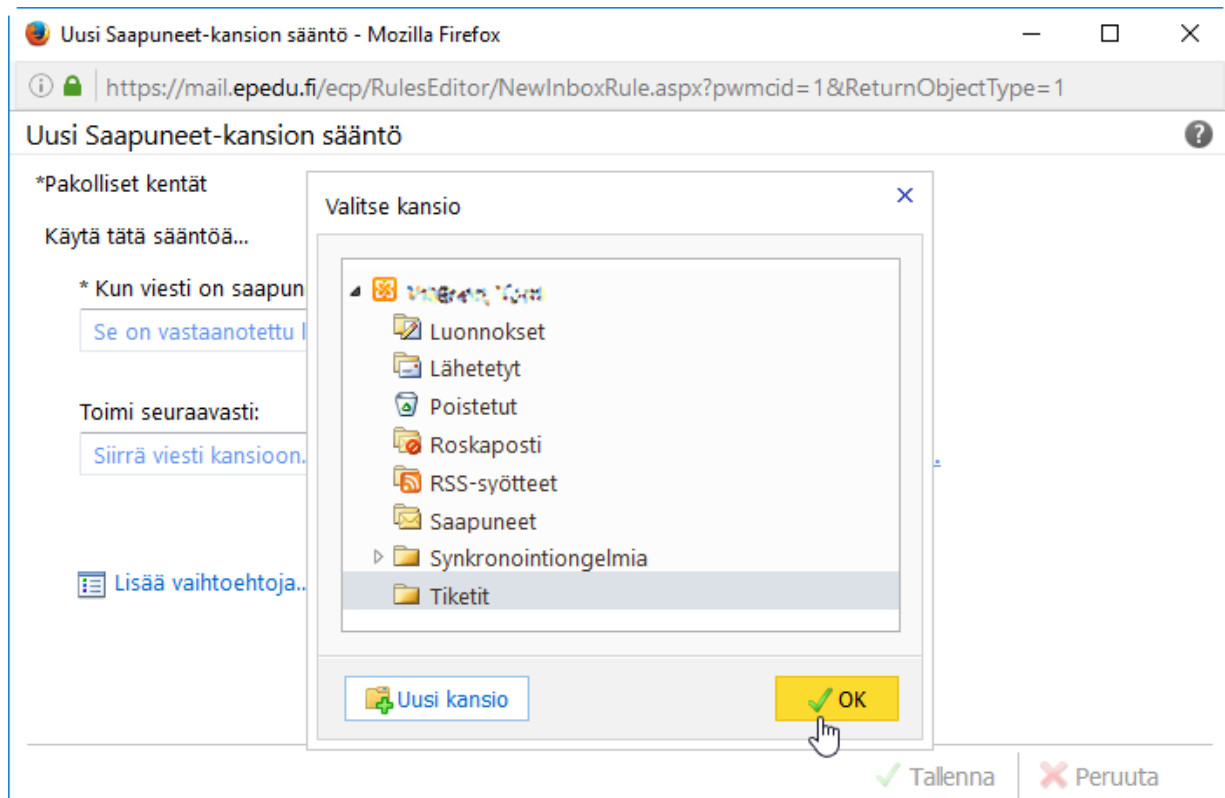 Uusi Saapuneet-kansion sääntö - Mozilla Firefox
https://mail.epedu.fi/ecp/RulesEditor/NewInboxRule.aspx?pwmcid=1&ReturnObjectType=1
Uusi Saapuneet-kansion sääntö
*Pakolliset kentät
Valitse kansio
Käytä tätä sääntöä...
* Kun viesti on saapun
Se on vastaanotettu
Toimi seuraavasti:
Siirrä viesti kansioon.
Lisää vaihtoehtoja..
Luonnokset
Lähetetyt
Poistetut
Roskaposti
RSS-syötteet
Saapuneet
Synkronointiongelmia
Tiketit
Uusi kansio
OK
Tallenna
Peruuta